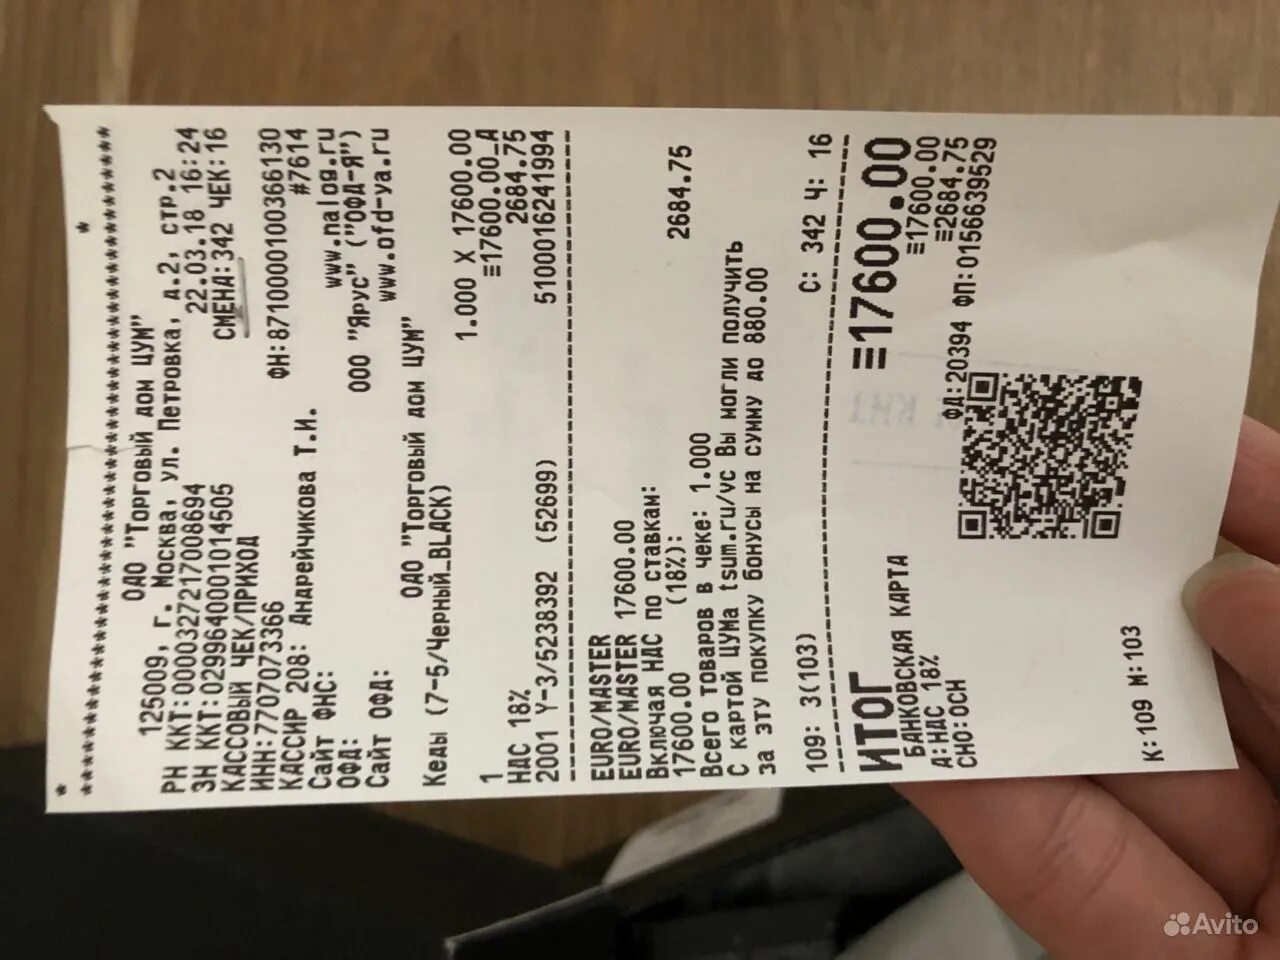 *
*
************************************************
ОАО "Торговый дом ЦУМ"
125009, г. Москва, ул. Петровка, д.2, стр.2
РН ККТ:0000327217008694 22.03.18 16:24
ЗН ККТ:0299640001014505 СМЕНА:342 ЧЕК:16
КАССОВЫЙ ЧЕК/ПРИХОД
ИНН:7707073366 ФН:8710000100366130
КАССИР 208: Андрейчикова Т.И. #7614
Сайт ФНС: www.nalog.ru
ОФД: ООО "Ярус" ("ОФД-Я")
Сайт ОФД: www.ofd-ya.ru
ОАО "Торговый дом ЦУМ"
Кеды (7-5/Черный_BLACK)
1.000 X 17600.00
1 ≡17600.00_А
НДС 18% 2684.75
2001 Y-3/5238392 (52699) 5100016241994
EURO/MASTER
EURO/MASTER 17600.00
Включая НДС по ставкам:
17600.00 (18%): 2684.75
Всего товаров в чеке: 1.000
С картой ЦУМа tsum.ru/vc Вы могли получить
за эту покупку бонусы на сумму до 880.00
109: 3(103) С: 342 Ч: 16
ИТОГ ≡17600.00
БАНКОВСКАЯ КАРТА ≡17600.00
Д:НДС 18% ≡2684.75
СНО:ОСН ФД:20394 ФП:0156639529
К:109 М:103
Avito